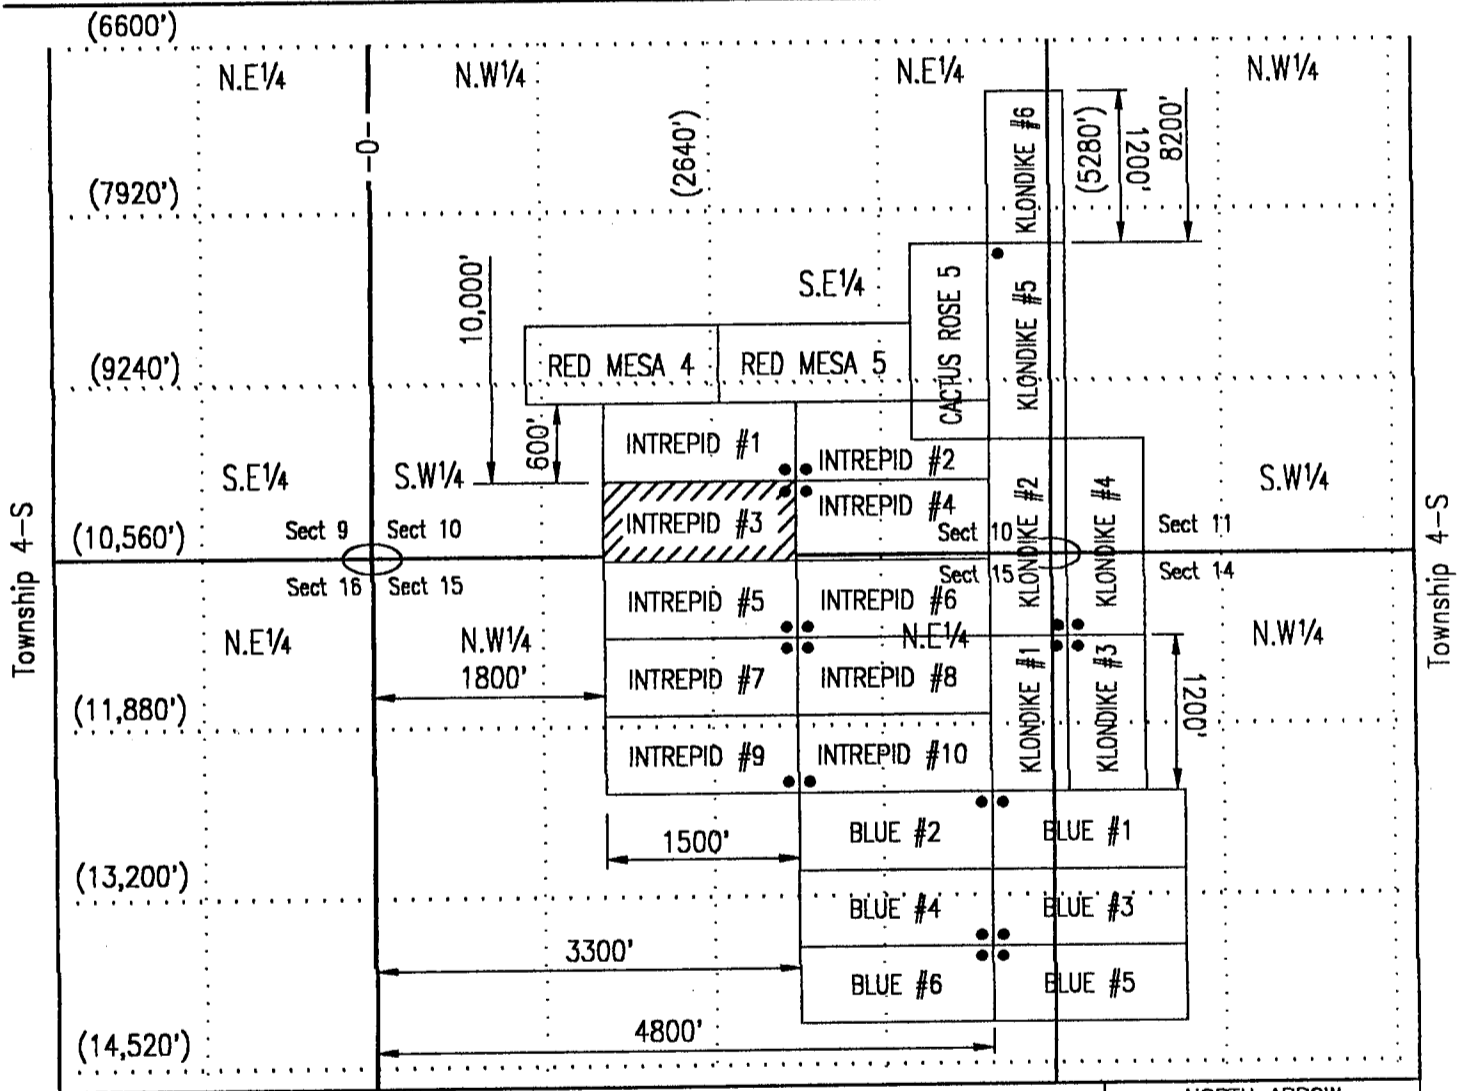 (6600')
N.E¼
N.W¼
N.E¼
N.W¼
-0-
(2640')
KLONDIKE #6
(5280')
1200'
8200'
(7920')
10,000'
S.E¼
CACTUS ROSE 5
KLONDIKE #5
(9240')
RED MESA 4
RED MESA 5
600'
INTREPID #1
INTREPID #2
S.E¼
S.W¼
S.W¼
INTREPID #3
INTREPID #4
KLONDIKE #2
KLONDIKE #4
Township 4-S
Township 4-S
(10,560')
Sect 9
Sect 10
Sect 10
Sect 11
Sect 16
Sect 15
Sect 15
Sect 14
INTREPID #5
INTREPID #6
N.E¼
N.W¼
N.E¼
N.W¼
1800'
INTREPID #7
INTREPID #8
KLONDIKE #1
KLONDIKE #3
1200'
(11,880')
INTREPID #9
INTREPID #10
1500'
BLUE #2
BLUE #1
(13,200')
BLUE #4
BLUE #3
3300'
BLUE #6
BLUE #5
4800'
(14,520')
NORTH ARROW